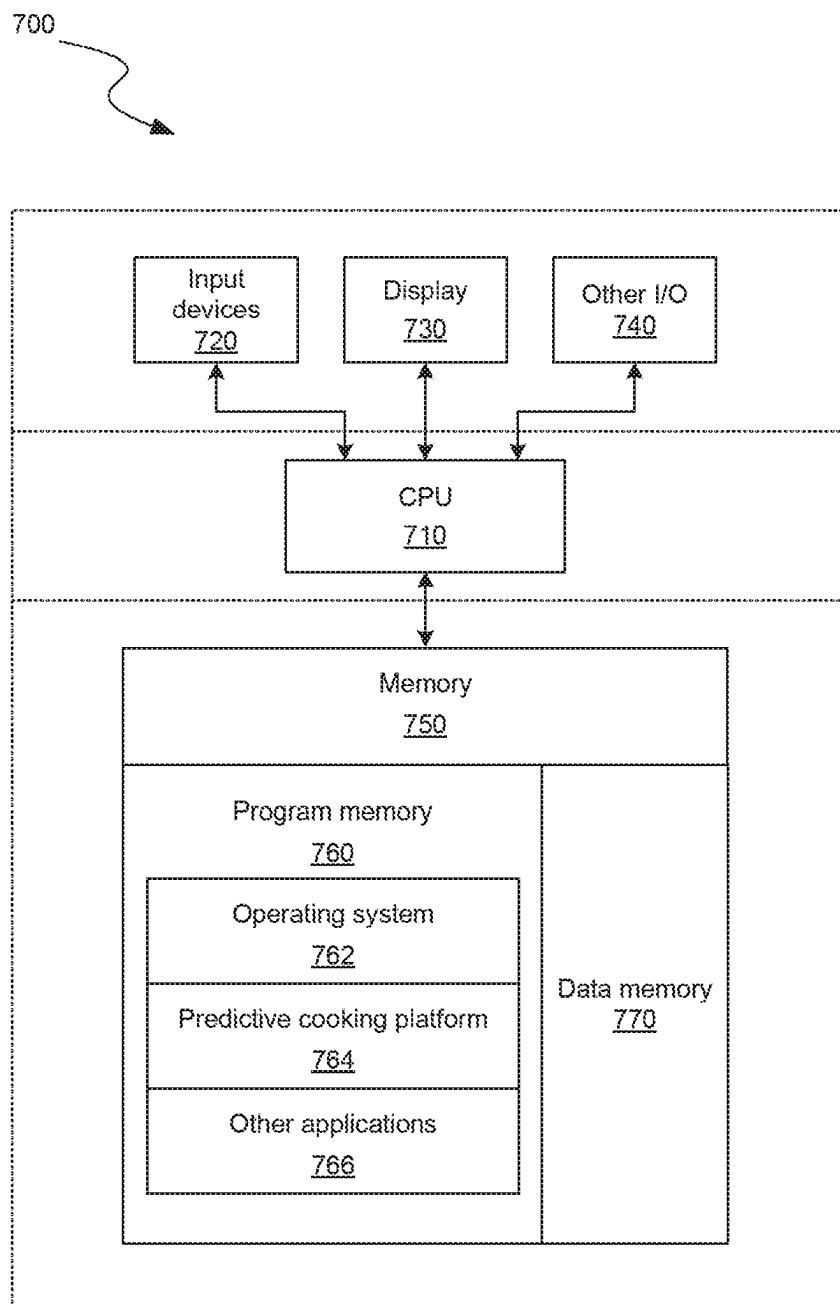 700
Input
devices
720
Display
730
Other I/O
740
CPU
710
Memory
750
Program memory
760
Operating system
762
Predictive cooking platform
764
Other applications
766
Data memory
770